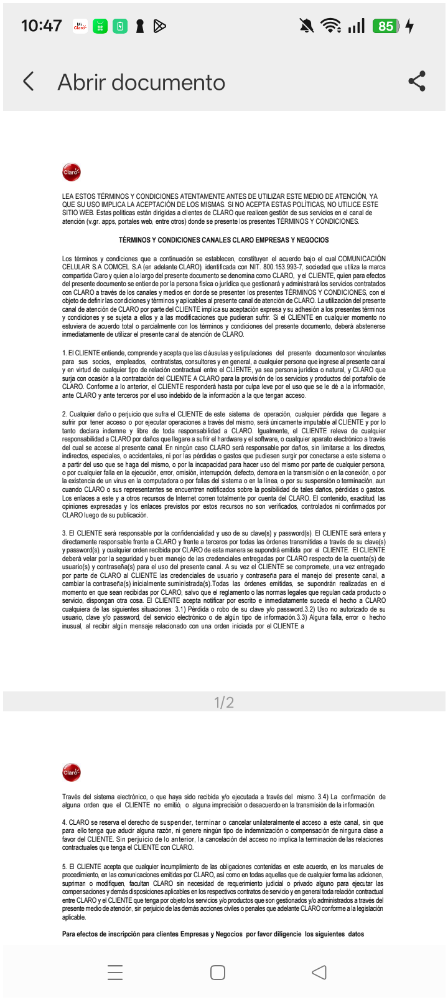 10:47
Mi
Claro
85
Abrir documento
Claro
LEA ESTOS TÉRMINOS Y CONDICIONES ATENTAMENTE ANTES DE UTILIZAR ESTE MEDIO DE ATENCIÓN, YA
QUE SU USO IMPLICA LA ACEPTACIÓN DE LOS MISMAS. SI NO ACEPTA ESTAS POLÍTICAS, NO UTILICE ESTE
SITIO WEB. Estas políticas están dirigidas a clientes de CLARO que realicen gestión de sus servicios en el canal de
atención (v.gr. apps, portales web, entre otros) donde se presente los presentes TÉRMINOS Y CONDICIONES.
TÉRMINOS Y CONDICIONES CANALES CLARO EMPRESAS Y NEGOCIOS
Los términos y condiciones que a continuación se establecen, constituyen el acuerdo bajo el cual COMUNICACIÓN
CELULAR S.A COMCEL S.A (en adelante CLARO), identificada con NIT. 800.153.993-7, sociedad que utiliza la marca
compartida Claro y quien a lo largo del presente documento se denomina como CLARO, y el CLIENTE, quien para efectos
del presente documento se entiende por la persona física o jurídica que gestionará y administrará los servicios contratados
con CLARO a través de los canales y medios en donde se presenten los presentes TÉRMINOS Y CONDICIONES, con el
objeto de definir las condiciones y términos y aplicables al presente canal de atención de CLARO. La utilización del presente
canal de atención de CLARO por parte del CLIENTE implica su aceptación expresa y su adhesión a los presentes términos
y condiciones y se sujeta a ellos y a las modificaciones que pudieran sufrir. Si el CLIENTE en cualquier momento no
estuviera de acuerdo total o parcialmente con los términos y condiciones del presente documento, deberá abstenerse
inmediatamente de utilizar el presente canal de atención de CLARO.
1. El CLIENTE entiende, comprende y acepta que las cláusulas y estipulaciones del presente documento son vinculantes
para sus socios, empleados, contratistas, consultores y en general, a cualquier persona que ingrese al presente canal
y en virtud de cualquier tipo de relación contractual entre el CLIENTE, ya sea persona jurídica o natural, y CLARO que
surja con ocasión a la contratación del CLIENTE A CLARO para la provisión de los servicios y productos del portafolio de
CLARO. Conforme a lo anterior, el CLIENTE responderá hasta por culpa leve por el uso que se le dé a la información,
ante CLARO y ante terceros por el uso indebido de la información a la que tengan acceso.
2. Cualquier daño o perjuicio que sufra el CLIENTE de este sistema de operación, cualquier pérdida que llegare a
sufrir por tener acceso o por ejecutar operaciones a través del mismo, será únicamente imputable al CLIENTE y por lo
tanto declara indemne y libre de toda responsabilidad a CLARO. Igualmente, el CLIENTE releva de cualquier
responsabilidad a CLARO por daños que llegare a sufrir el hardware y el software, o cualquier aparato electrónico a través
del cual se accese al presente canal. En ningún caso CLARO será responsable por daños, sin limitarse a: los directos,
indirectos, especiales, o accidentales, ni por las pérdidas o gastos que pudiesen surgir por conectarse a este sistema o
a partir del uso que se haga del mismo, o por la incapacidad para hacer uso del mismo por parte de cualquier persona,
o por cualquier falla en la ejecución, error, omisión, interrupción, defecto, demora en la transmisión o en la conexión, o por
la existencia de un virus en la computadora o por fallas del sistema o en la línea, o por su suspensión o terminación, aun
cuando CLARO o sus representantes se encuentren notificados sobre la posibilidad de tales daños, pérdidas o gastos.
Los enlaces a este y a otros recursos de Internet corren totalmente por cuenta del CLARO. El contenido, exactitud, las
opiniones expresadas y los enlaces previstos por estos recursos no son verificados, controlados ni confirmados por
CLARO luego de su publicación.
3. El CLIENTE será responsable por la confidencialidad y uso de su clave(s) y password(s). El CLIENTE será entera y
directamente responsable frente a CLARO y frente a terceros por todas las órdenes transmitidas a través de su clave(s)
y password(s), y cualquier orden recibida por CLARO de esta manera se supondrá emitida por el CLIENTE. El CLIENTE
deberá velar por la seguridad y buen manejo de las credenciales entregadas por CLARO respecto de la cuenta(s) de
usuario(s) y contraseña(s) para el uso del presente canal. A su vez el CLIENTE se compromete, una vez entregado
por parte de CLARO al CLIENTE las credenciales de usuario y contraseña para el manejo del presente canal, a
cambiar la contraseña(s) inicialmente suministrada(s).Todas las órdenes emitidas, se supondrán realizadas en el
momento en que sean recibidas por CLARO, salvo que el reglamento o las normas legales que regulan cada producto o
servicio, dispongan otra cosa. El CLIENTE acepta notificar por escrito e inmediatamente suceda el hecho a CLARO
cualquiera de las siguientes situaciones: 3.1) Pérdida o robo de su clave y/o password.3.2) Uso no autorizado de su
usuario, clave y/o password, del servicio electrónico o de algún tipo de información.3.3) Alguna falla, error o hecho
inusual, al recibir algún mensaje relacionado con una orden iniciada por el CLIENTE a
1/2
Claro
Través del sistema electrónico, o que haya sido recibida y/o ejecutada a través del mismo. 3.4) La confirmación de
alguna orden que el CLIENTE no emitió, o alguna imprecisión o desacuerdo en la transmisión de la información.
4. CLARO se reserva el derecho de suspender, terminar o cancelar unilateralmente el acceso a este canal, sin que
para ello tenga que aducir alguna razón, ni genere ningún tipo de indemnización o compensación de ninguna clase a
favor del CLIENTE. Sin perjuicio de lo anterior, la cancelación del acceso no implica la terminación de las relaciones
contractuales que tenga el CLIENTE con CLARO.
5. El CLIENTE acepta que cualquier incumplimiento de las obligaciones contenidas en este acuerdo, en los manuales de
procedimiento, en las comunicaciones emitidas por CLARO, así como en todas aquellas que de cualquier forma las adicionen,
supriman o modifiquen, facultan CLARO sin necesidad de requerimiento judicial o privado alguno para ejecutar las
compensaciones y demás disposiciones aplicables en los respectivos contratos de servicio y en general toda relación contractual
entre CLARO y el CLIENTE que tenga por objeto los servicios y/o productos que son gestionados y/o administrados a través del
presente medio de atención, sin perjuicio de las demás acciones civiles o penales que adelante CLARO conforme a la legislación
aplicable.
Para efectos de inscripción para clientes Empresas y Negocios por favor diligencie los siguientes datos